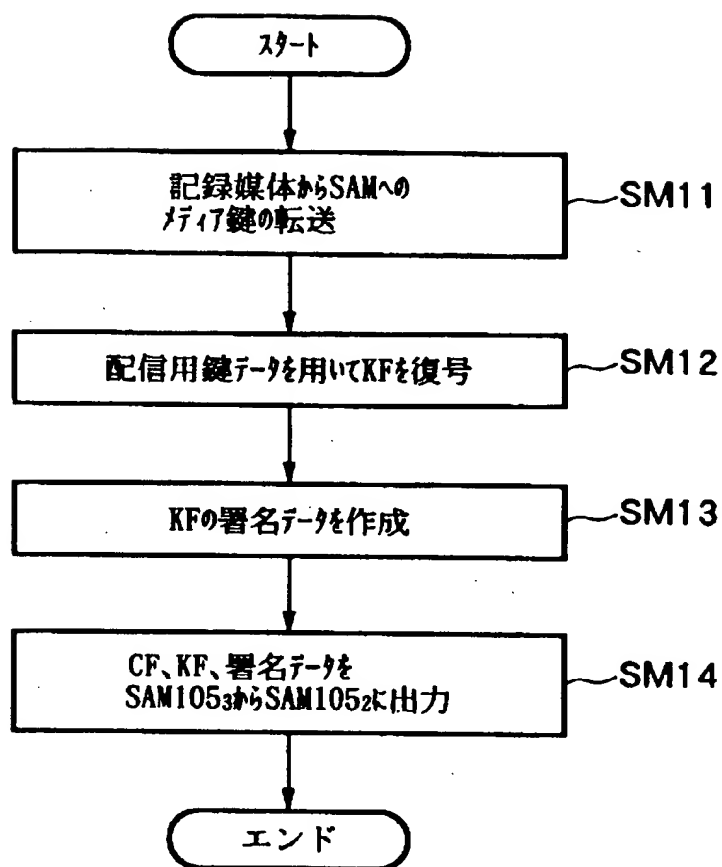 スタート
記録媒体からSAMへの
メディア鍵の転送
SM11
配信用鍵データを用いてKFを復号
SM12
KFの署名データを作成
SM13
CF、KF、署名データを
SAM105₃からSAM105₂に出力
SM14
エンド